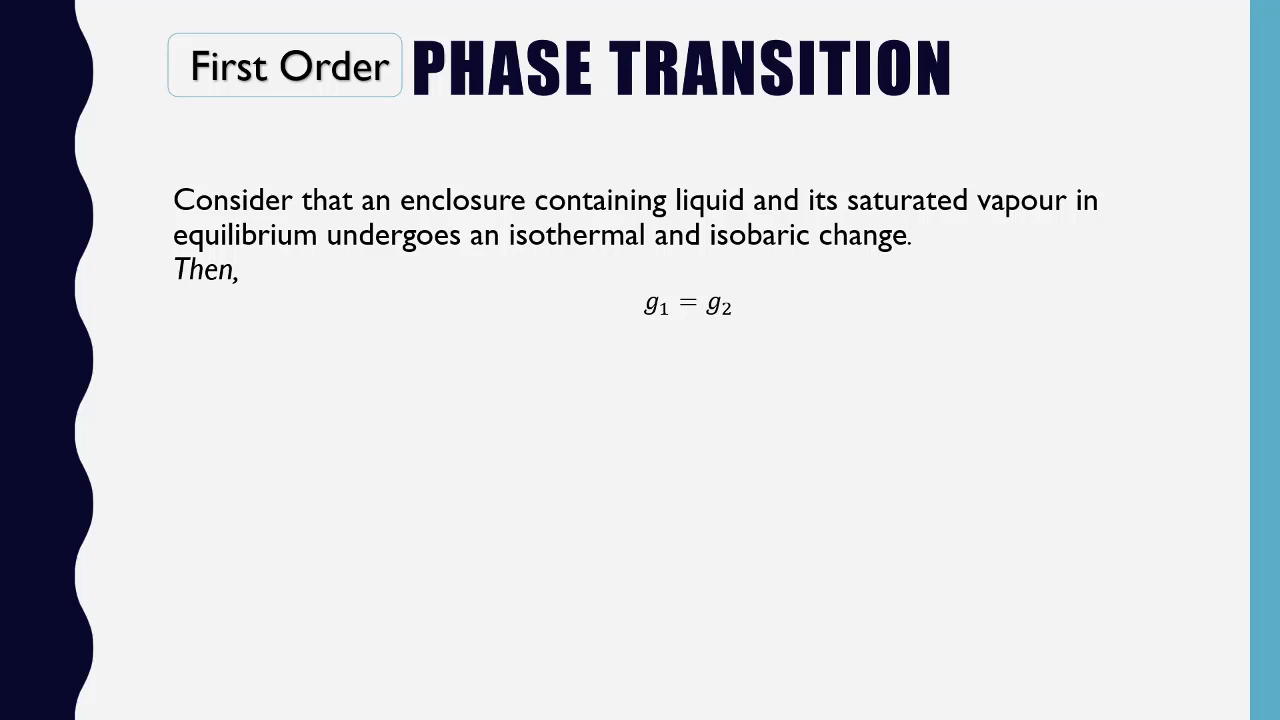 First Order PHASE TRANSITION
Consider that an enclosure containing liquid and its saturated vapour in
equilibrium undergoes an isothermal and isobaric change.
Then,
g₁ = g₂